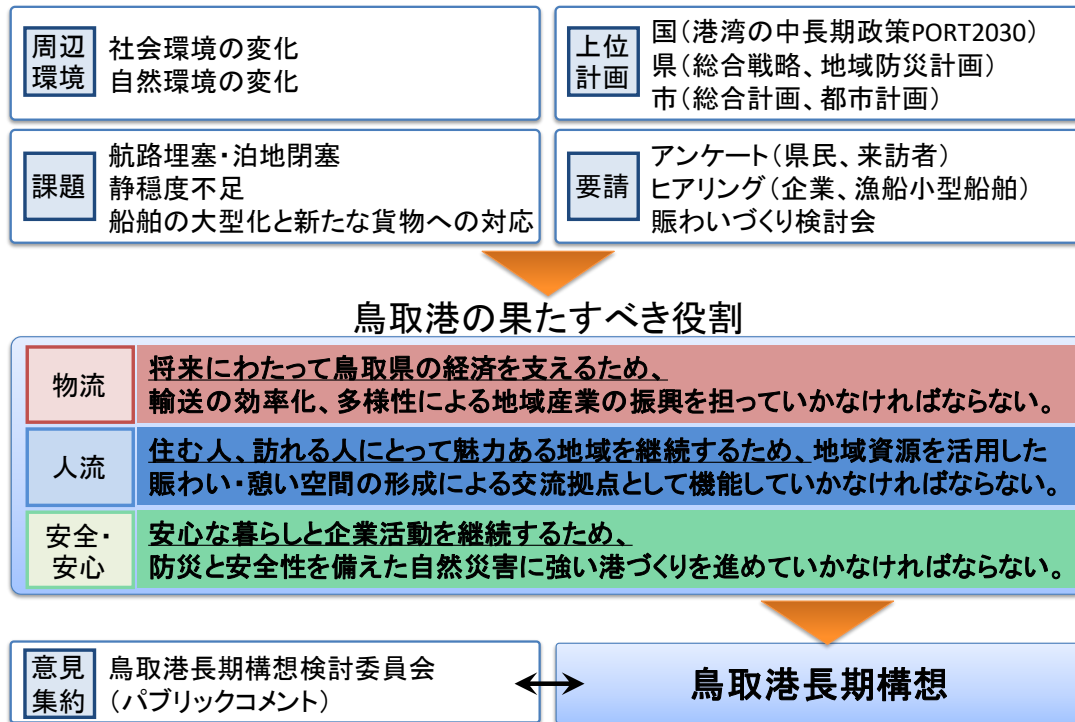 周辺
環境
社会環境の変化
自然環境の変化
上位
計画
国(港湾の中長期政策PORT2030)
県(総合戦略、地域防災計画)
市(総合計画、都市計画)
課題
航路埋塞・泊地閉塞
静穏度不足
船舶の大型化と新たな貨物への対応
要請
アンケート(県民、来訪者)
ヒアリング(企業、漁船小型船舶)
賑わいづくり検討会
鳥取港の果たすべき役割
物流
将来にわたって鳥取県の経済を支えるため、
輸送の効率化、多様性による地域産業の振興を担っていかなければならない。
人流
住む人、訪れる人にとって魅力ある地域を継続するため、地域資源を活用した
賑わい・憩い空間の形成による交流拠点として機能していかなければならない。
安全・
安心
安心な暮らしと企業活動を継続するため、
防災と安全性を備えた自然災害に強い港づくりを進めていかなければならない。
意見
集約
鳥取港長期構想検討委員会
(パブリックコメント)
鳥取港長期構想